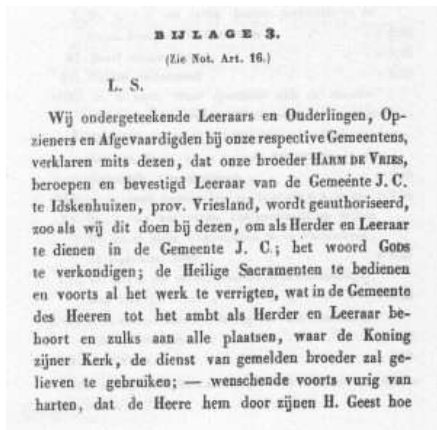 BIJLAGE 3.
(Zie Not. Art. 16.)
L. S.
Wij ondergeteekende Leeraars en Ouderlingen, Op-
zieners en Afgevaardigden bij onze respective Gemeentens,
verklaren mits dezen, dat onze broeder HARM DE VRIES,
beroepen en bevestigd Leeraar van de Gemeente J. C.
te Idskenhuizen, prov. Vriesland, wordt geauthoriseerd,
zoo als wij dit doen bij dezen, om als Herder en Leeraar
te dienen in de Gemeente J. C.; het woord GODS
te verkondigen; de Heilige Sacramenten te bedienen
en voorts al het werk te verrigten, wat in de Gemeente
des Heeren tot het ambt als Herder en Leeraar be-
hoort en zulks aan alle plaatsen, waar de Koning
zijner Kerk, de dienst van gemelden broeder zal ge-
lieven te gebruiken; — wenschende voorts vurig van
harten, dat de Heere hem door zijnen H. Geest hoe